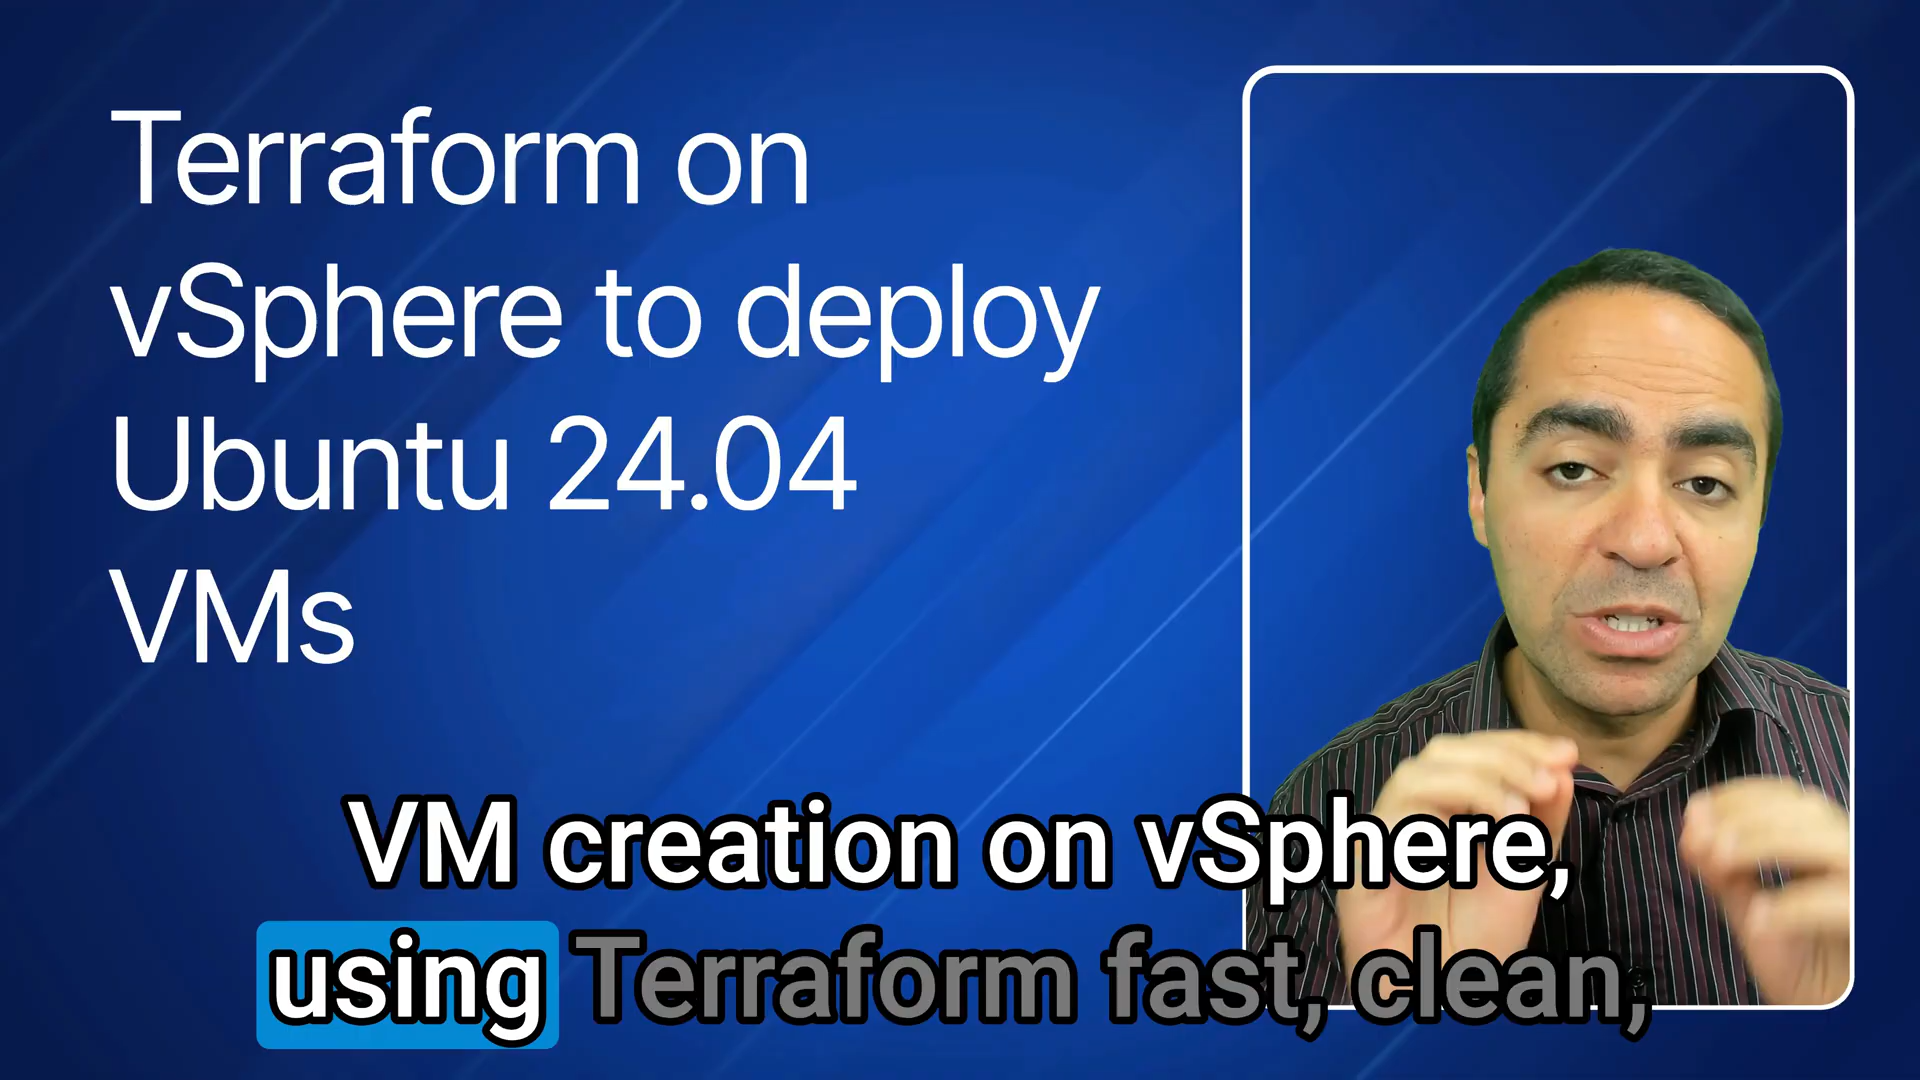 Terraform on
vSphere to deploy
Ubuntu 24.04
VMs
VM creation on vSphere,
using Terraform fast, clean,